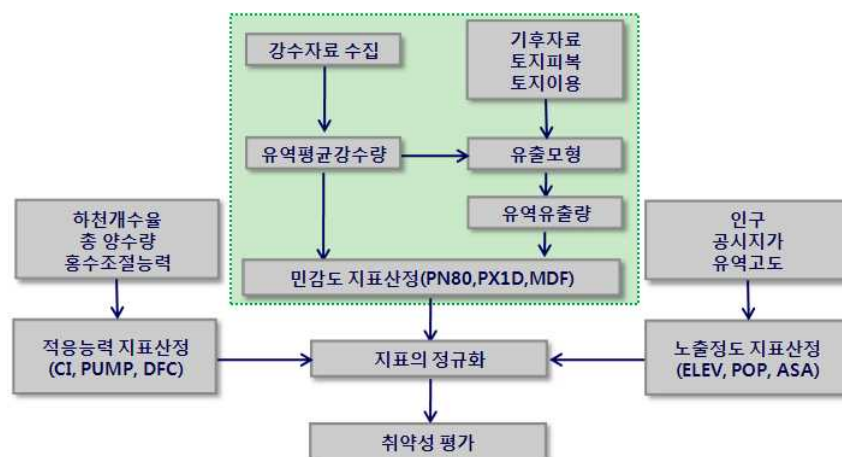 강수자료 수집
기후자료
토지피복
토지이용
유역평균강수량
유출모형
유역유출량
하천개수율
총 양수량
홍수조절능력
인구
공시지가
유역고도
민감도 지표산정(PN80,PX1D,MDF)
적응능력 지표산정
(CI, PUMP, DFC)
지표의 정규화
노출정도 지표산정
(ELEV, POP, ASA)
취약성 평가